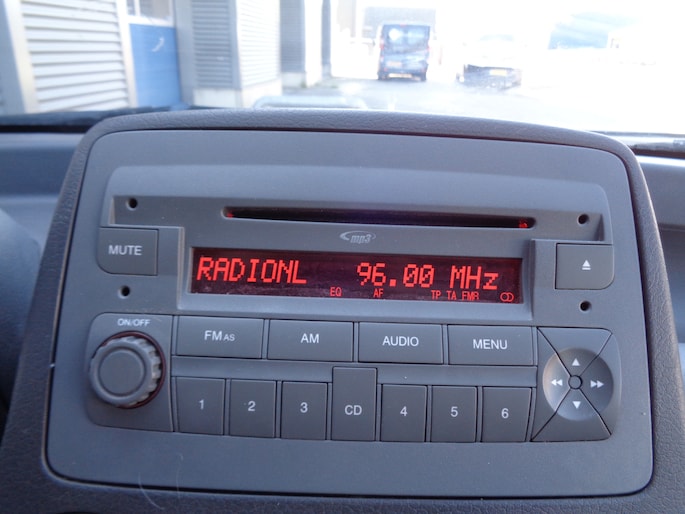 mp3
MUTE
RADIONL 96.00 MHz
EQ AF TP TA FMR
ON/OFF
FM AS AM AUDIO MENU
1 2 3 CD 4 5 6